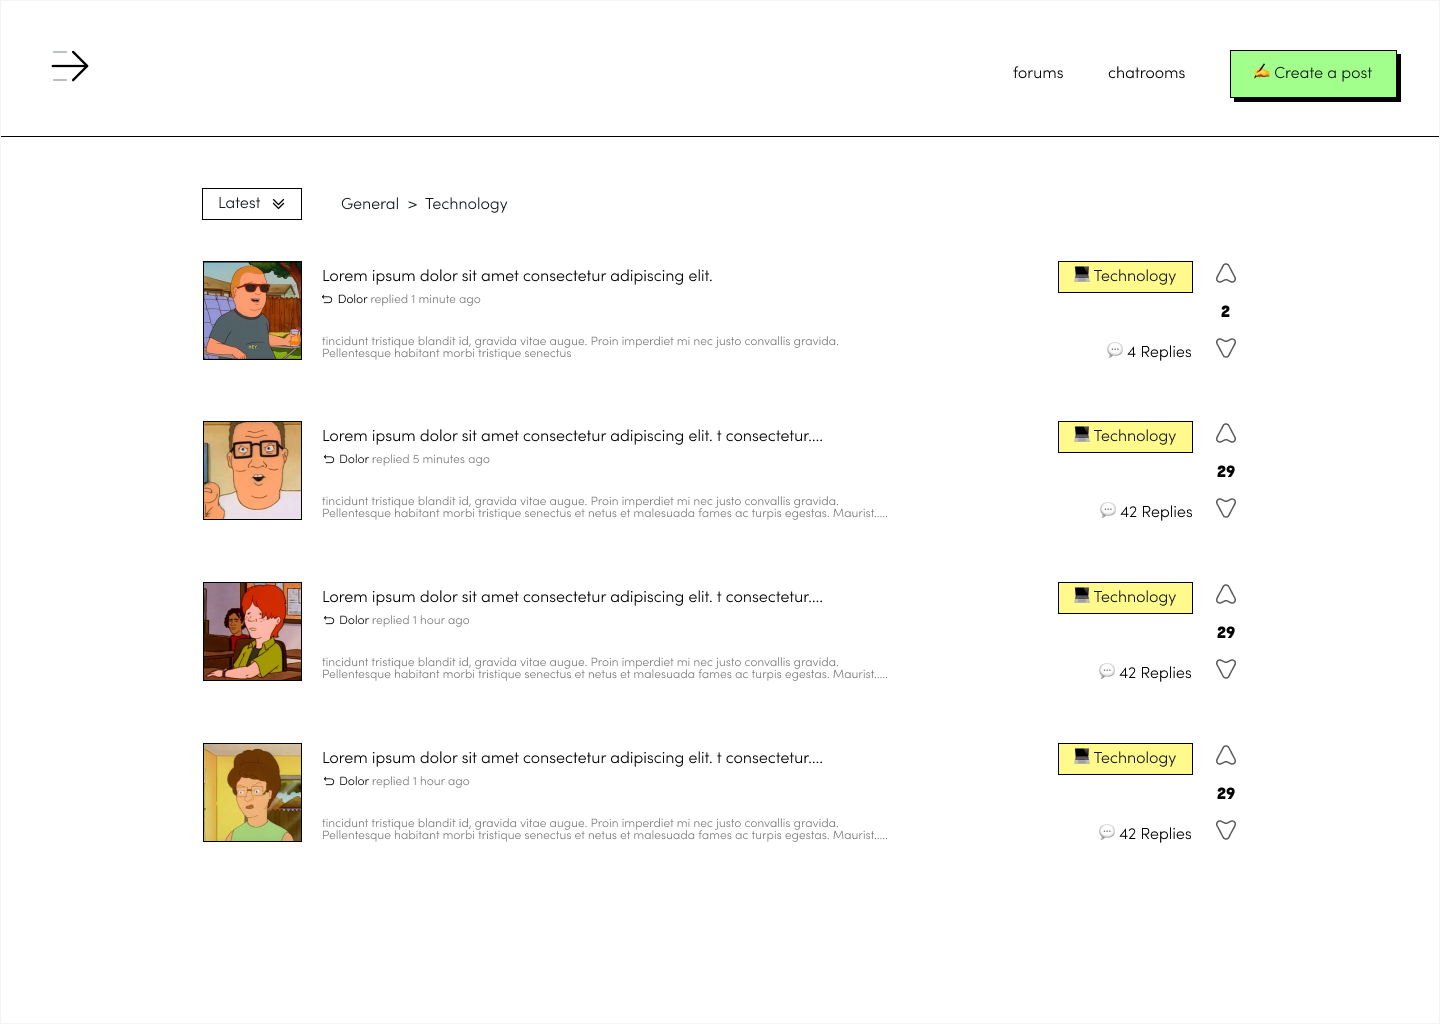 forums
chatrooms
✍️ Create a post
Latest
General > Technology
Lorem ipsum dolor sit amet consectetur adipiscing elit.
Dolor replied 1 minute ago
tincidunt tristique blandit id, gravida vitae augue. Proin imperdiet mi nec justo convallis gravida.
Pellentesque habitant morbi tristique senectus
HEY.
Technology
2
4 Replies
Lorem ipsum dolor sit amet consectetur adipiscing elit. t consectetur....
Dolor replied 5 minutes ago
tincidunt tristique blandit id, gravida vitae augue. Proin imperdiet mi nec justo convallis gravida.
Pellentesque habitant morbi tristique senectus et netus et malesuada fames ac turpis egestas. Maurist.....
Technology
29
42 Replies
Lorem ipsum dolor sit amet consectetur adipiscing elit. t consectetur....
Dolor replied 1 hour ago
tincidunt tristique blandit id, gravida vitae augue. Proin imperdiet mi nec justo convallis gravida.
Pellentesque habitant morbi tristique senectus et netus et malesuada fames ac turpis egestas. Maurist.....
Technology
29
42 Replies
Lorem ipsum dolor sit amet consectetur adipiscing elit. t consectetur....
Dolor replied 1 hour ago
tincidunt tristique blandit id, gravida vitae augue. Proin imperdiet mi nec justo convallis gravida.
Pellentesque habitant morbi tristique senectus et netus et malesuada fames ac turpis egestas. Maurist.....
Technology
29
42 Replies